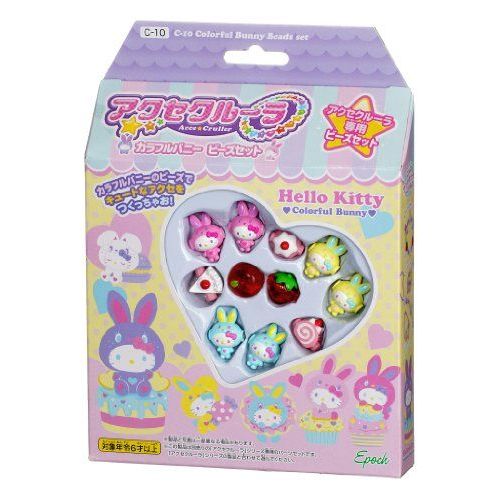 C-10
C-10 Colorful Bunny Beads set
アクセクルーラ
Acce★Cruller
カラフルバニー ビーズセット
アクセクルーラ
専用
ビーズセット
カラフルバニーのビーズで
キュートなアクセを
つくっちゃお!
Hello Kitty
♥Colorful Bunny♥
対象年令6才以上
Epoch